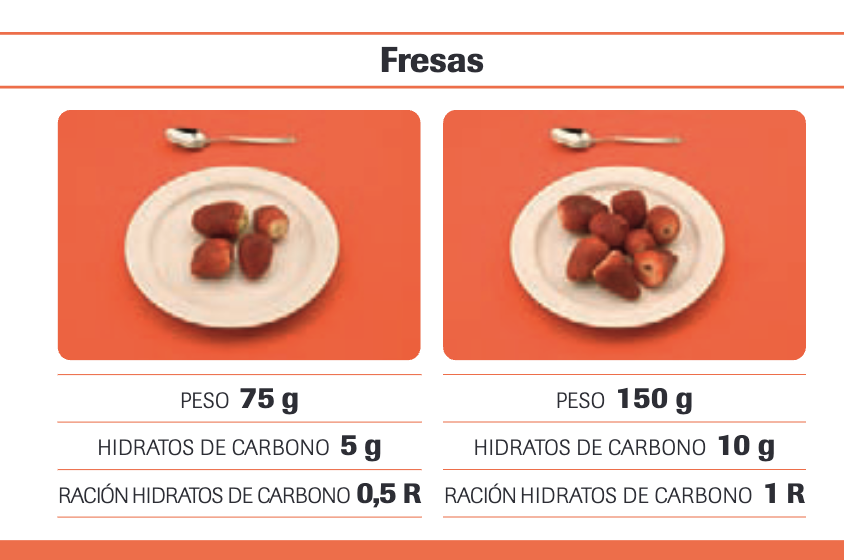 Fresas
PESO 75 g
HIDRATOS DE CARBONO 5 g
RACIÓN HIDRATOS DE CARBONO 0,5 R
PESO 150 g
HIDRATOS DE CARBONO 10 g
RACIÓN HIDRATOS DE CARBONO 1 R